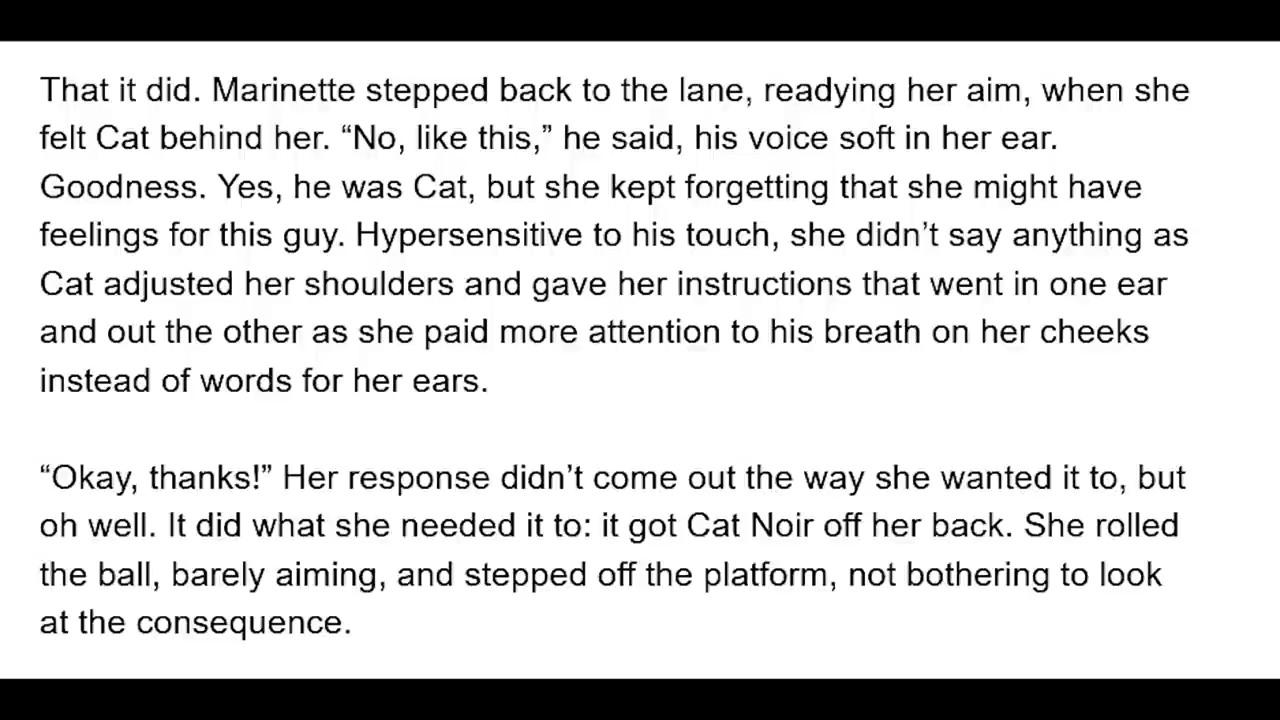 That it did. Marinette stepped back to the lane, readying her aim, when she
felt Cat behind her. “No, like this,” he said, his voice soft in her ear.
Goodness. Yes, he was Cat, but she kept forgetting that she might have
feelings for this guy. Hypersensitive to his touch, she didn’t say anything as
Cat adjusted her shoulders and gave her instructions that went in one ear
and out the other as she paid more attention to his breath on her cheeks
instead of words for her ears.
“Okay, thanks!” Her response didn’t come out the way she wanted it to, but
oh well. It did what she needed it to: it got Cat Noir off her back. She rolled
the ball, barely aiming, and stepped off the platform, not bothering to look
at the consequence.